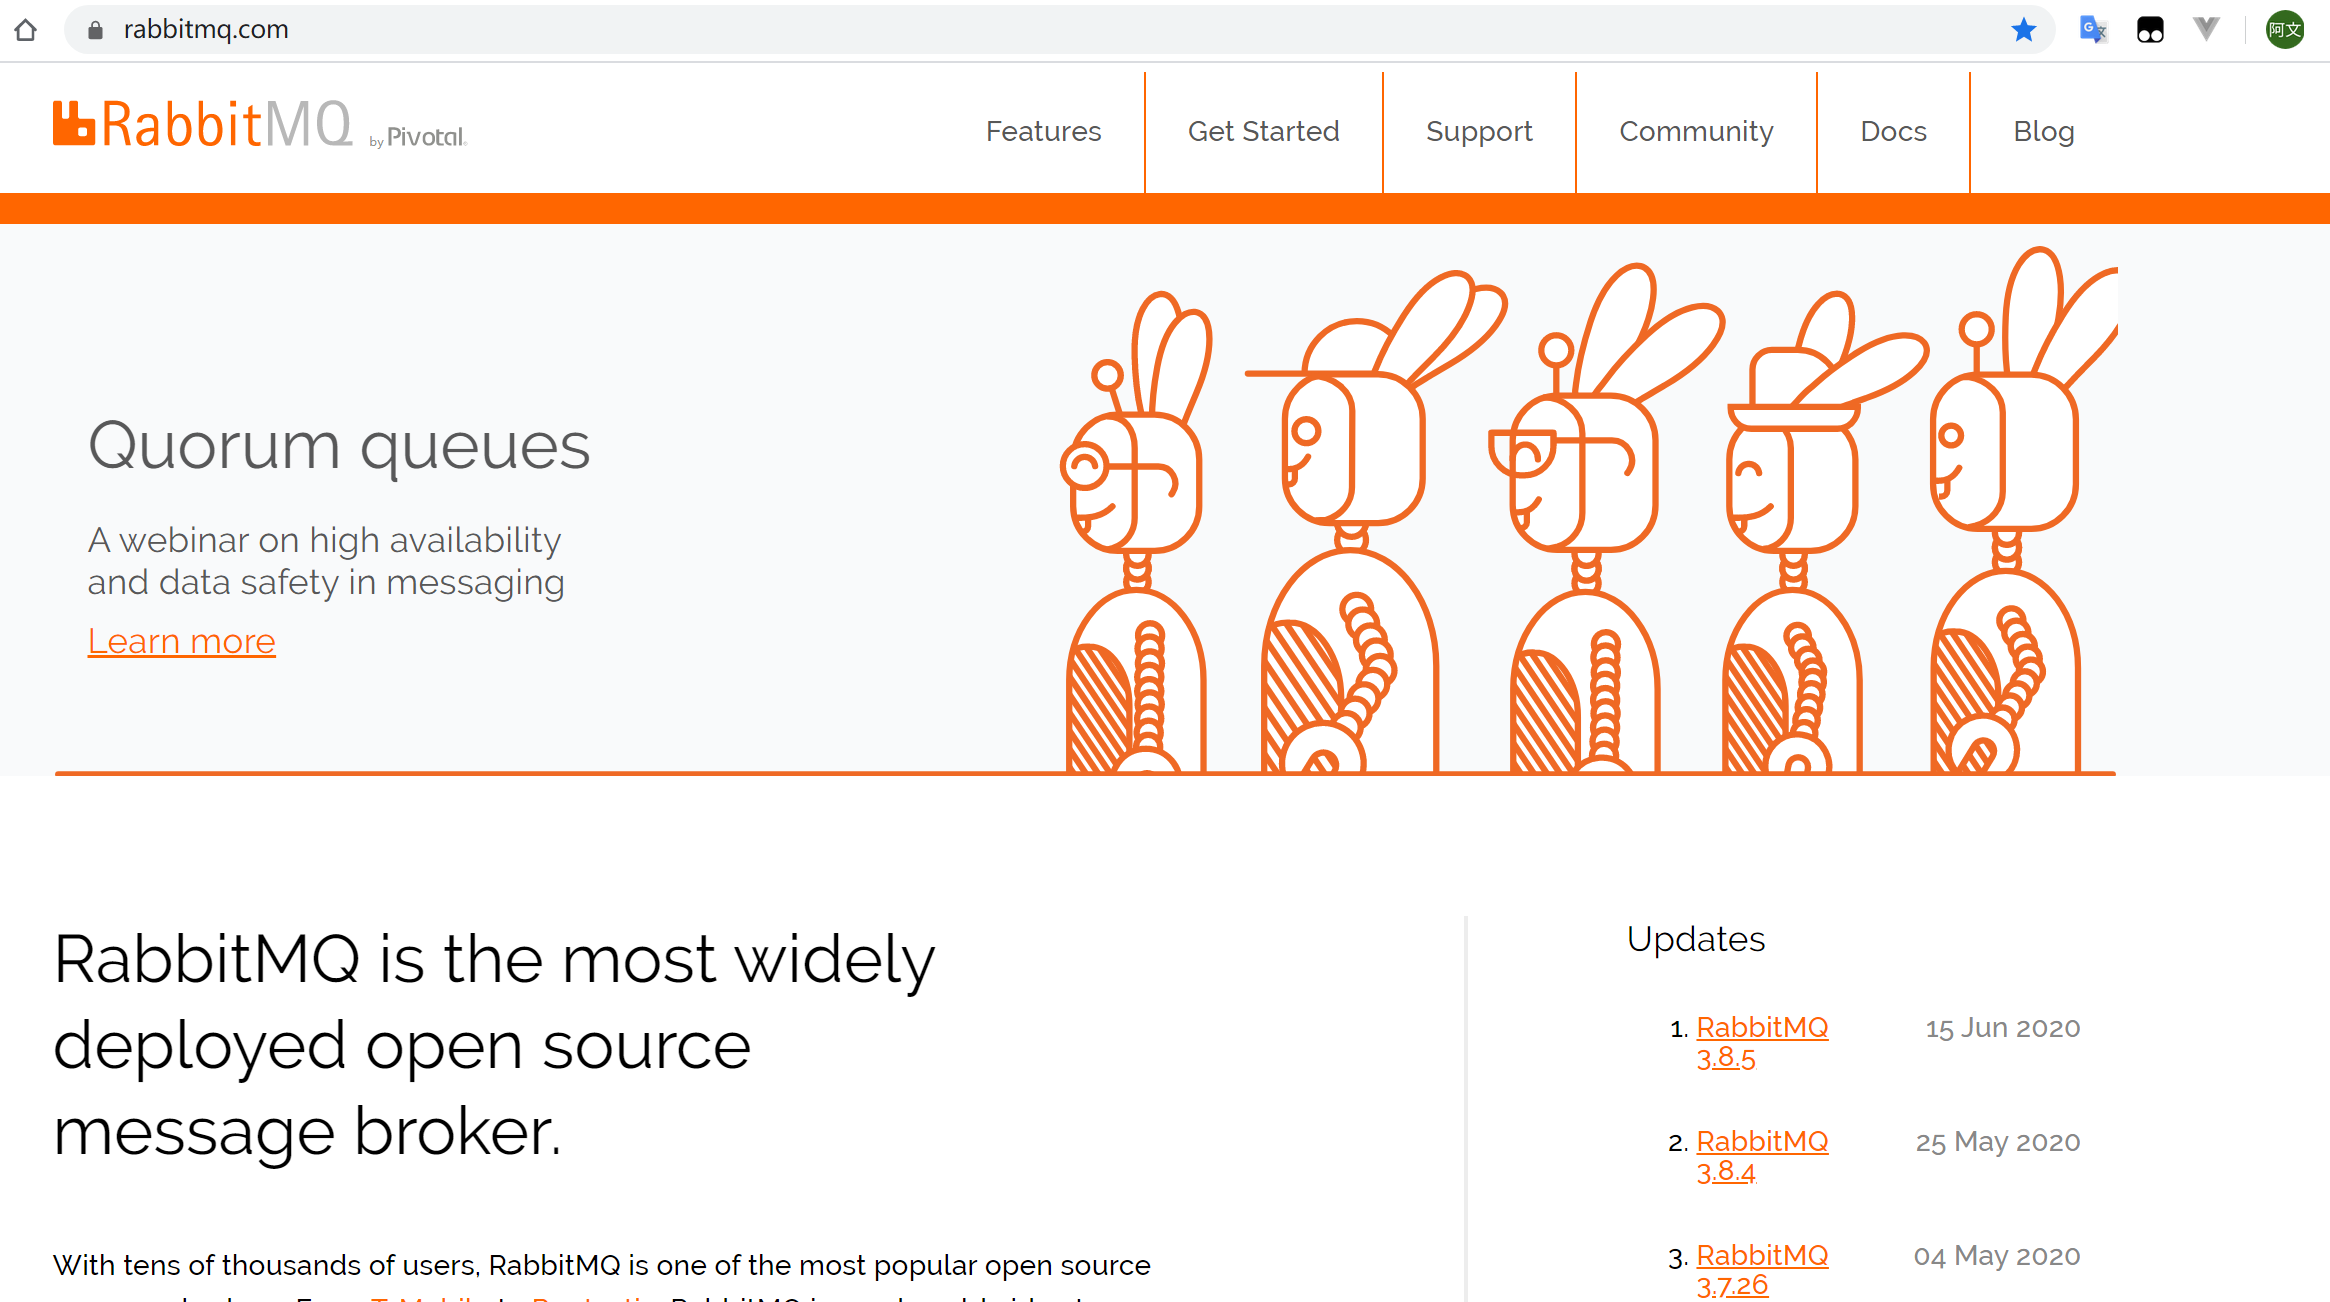 rabbitmq.com
阿文
RabbitMQ by Pivotal
Features
Get Started
Support
Community
Docs
Blog
Quorum queues
A webinar on high availability
and data safety in messaging
Learn more
RabbitMQ is the most widely
deployed open source
message broker.
With tens of thousands of users, RabbitMQ is one of the most popular open source
Updates
1. RabbitMQ 15 Jun 2020
3.8.5
2. RabbitMQ 25 May 2020
3.8.4
3. RabbitMQ 04 May 2020
3.7.26